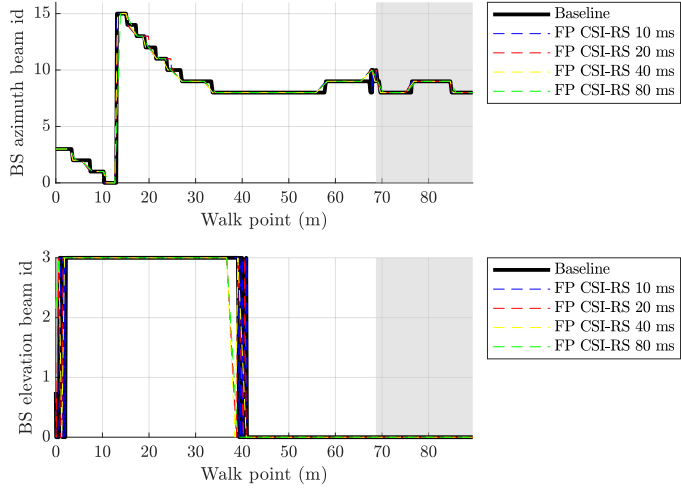 15
10
5
0
BS azimuth beam id
0 10 20 30 40 50 60 70 80
Walk point (m)
Baseline
FP CSI-RS 10 ms
FP CSI-RS 20 ms
FP CSI-RS 40 ms
FP CSI-RS 80 ms
3
2
1
0
BS elevation beam id
0 10 20 30 40 50 60 70 80
Walk point (m)
Baseline
FP CSI-RS 10 ms
FP CSI-RS 20 ms
FP CSI-RS 40 ms
FP CSI-RS 80 ms